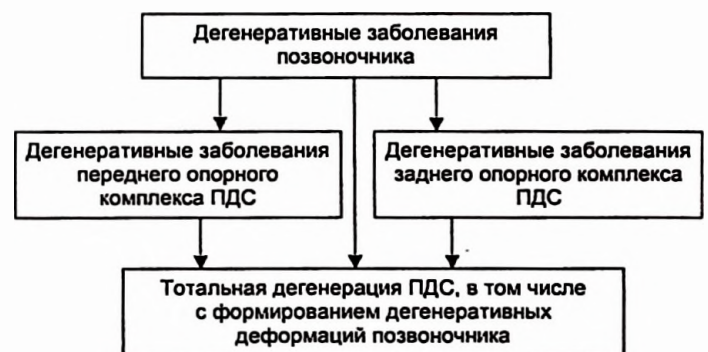 Дегенеративные заболевания
позвоночника
Дегенеративные заболевания
переднего опорного
комплекса ПДС
Дегенеративные заболевания
заднего опорного комплекса
ПДС
Тотальная дегенерация ПДС, в том числе
с формированием дегенеративных
деформаций позвоночника